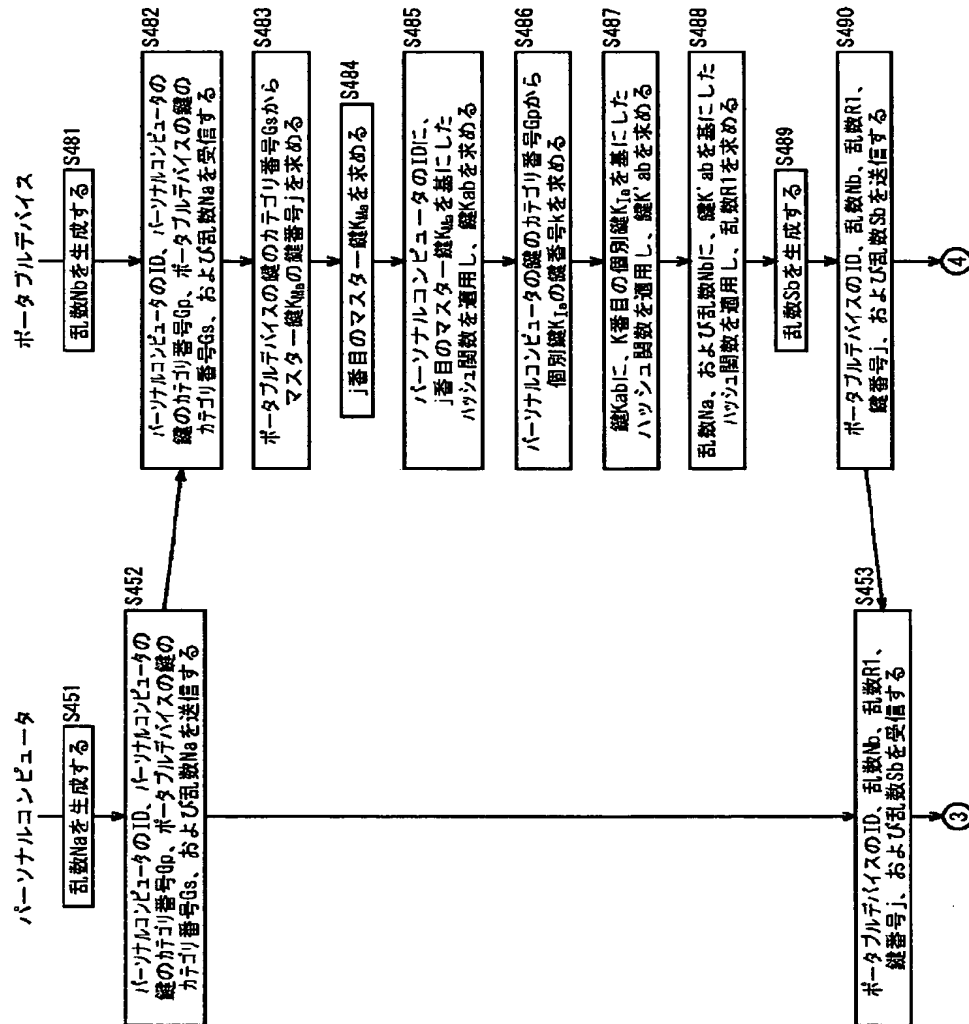 パーソナルコンピュータ
S451
乱数Naを生成する
S452
パーソナルコンピュータのID、パーソナルコンピュータの
鍵のカテゴリ番号Gp、ポータブルデバイスの鍵の
カテゴリ番号Gs、および乱数Naを送信する
S453
ポータブルデバイスのID、乱数Nb、乱数R1、
鍵番号j、および乱数Sbを受信する
③
ポータブルデバイス
S481
乱数Nbを生成する
S482
パーソナルコンピュータのID、パーソナルコンピュータの
鍵のカテゴリ番号Gp、ポータブルデバイスの鍵の
カテゴリ番号Gs、および乱数Naを受信する
S483
ポータブルデバイスの鍵のカテゴリ番号Gsから
マスター鍵KMaの鍵番号jを求める
S484
j番目のマスター鍵KMaを求める
S485
パーソナルコンピュータのIDに、
j番目のマスター鍵KMaを基にした
ハッシュ関数を適用し、鍵Kabを求める
S486
パーソナルコンピュータの鍵のカテゴリ番号Gpから
個別鍵KIaの鍵番号kを求める
S487
鍵Kabに、K番目の個別鍵KIaを基にした
ハッシュ関数を適用し、鍵K'abを求める
S488
乱数Na、および乱数Nbに、鍵K'abを基にした
ハッシュ関数を適用し、乱数R1を求める
S489
乱数Sbを生成する
S490
ポータブルデバイスのID、乱数Nb、乱数R1、
鍵番号j、および乱数Sbを送信する
④